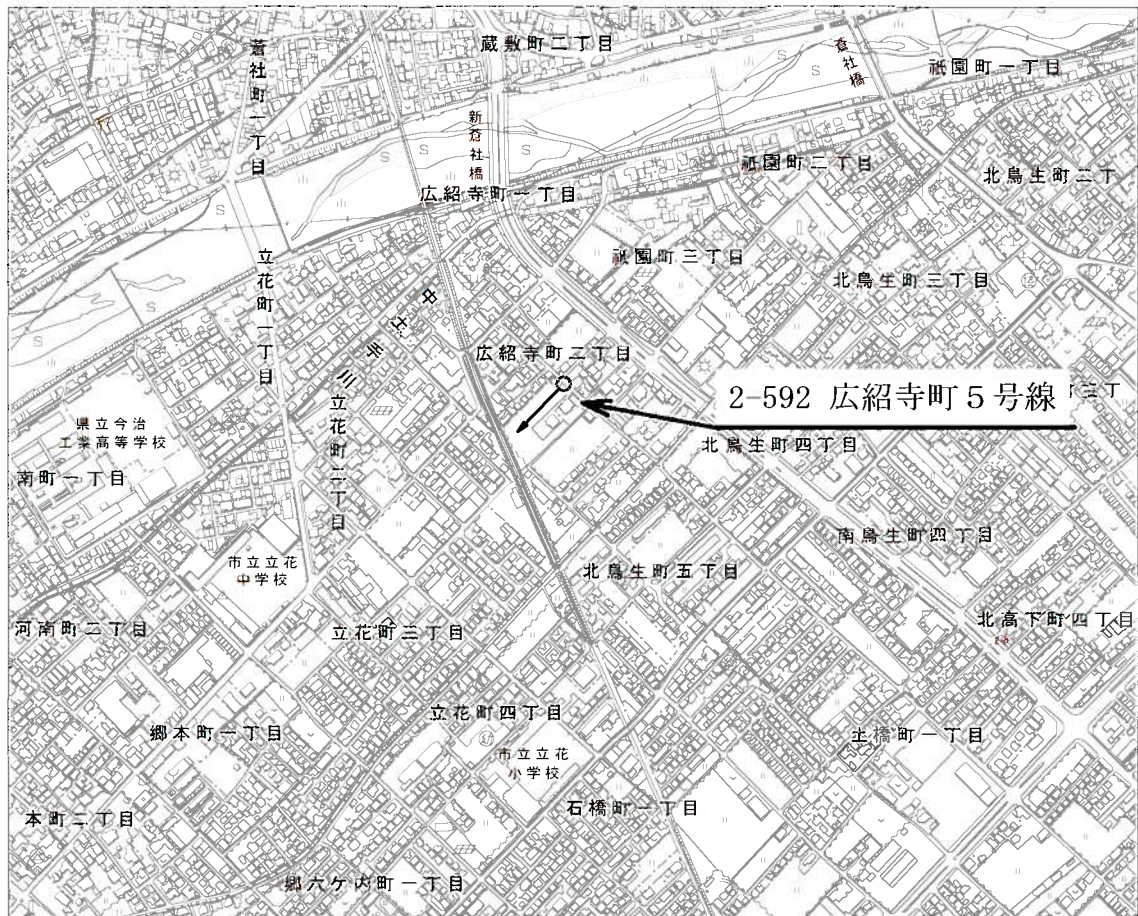 蔵敷町二丁目
蒼社町一丁目
蒼社橋
祇園町一丁目
新蒼社橋
祇園町二丁目
北鳥生町二丁
広紹寺町一丁目
立花町一丁目
祇園町三丁目
北鳥生町三丁目
中土手川
広紹寺町二丁目
2-592 広紹寺町5号線
県立今治
工業高等学校
立花町二丁目
北鳥生町四丁目
南町一丁目
南鳥生町四丁目
市立立花
中学校
北鳥生町五丁目
河南町二丁目
立花町三丁目
北高下町四丁目
郷本町一丁目
立花町四丁目
幼
市立立花
小学校
石橋町一丁目
本町二丁目
郷六ケ内町一丁目